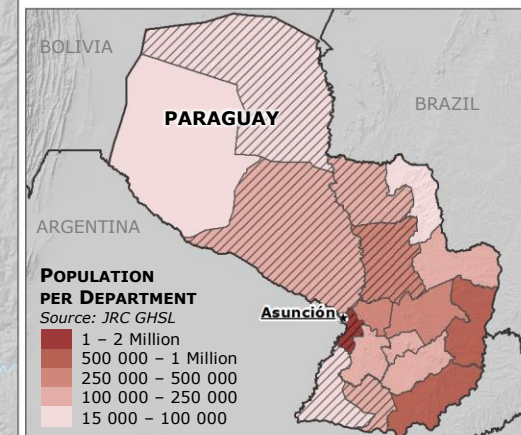 BOLIVIA
PARAGUAY
BRAZIL
ARGENTINA
POPULATION
PER DEPARTMENT
Source: JRC GHSL
Asunción
1 – 2 Million
500 000 – 1 Million
250 000 – 500 000
100 000 – 250 000
15 000 – 100 000